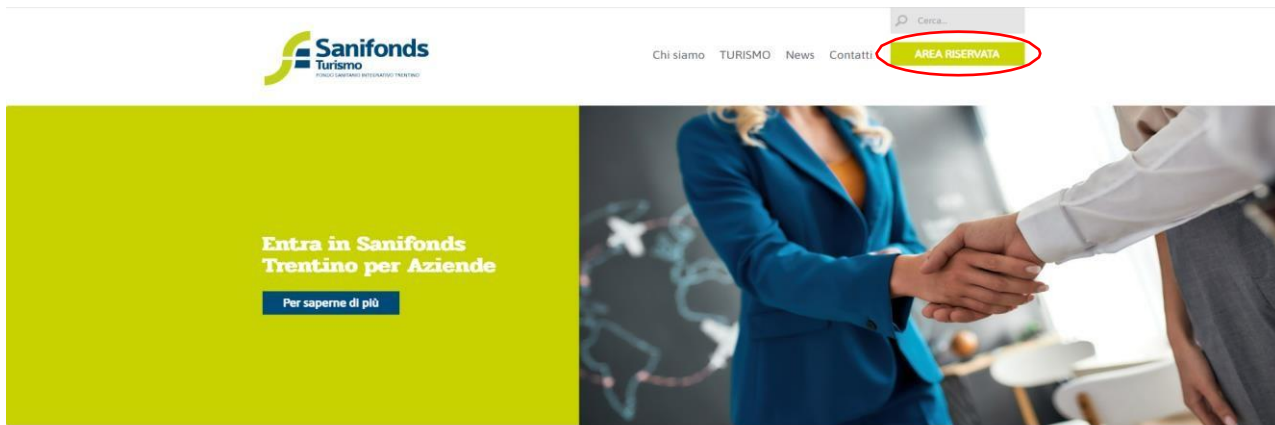 Cerca...
Sanifonds
Turismo
FONDO SANITARIO INTEGRATIVO TRENTINO
Chi siamo TURISMO News Contatti AREA RISERVATA
Entra in Sanifonds
Trentino per Aziende
Per saperne di più